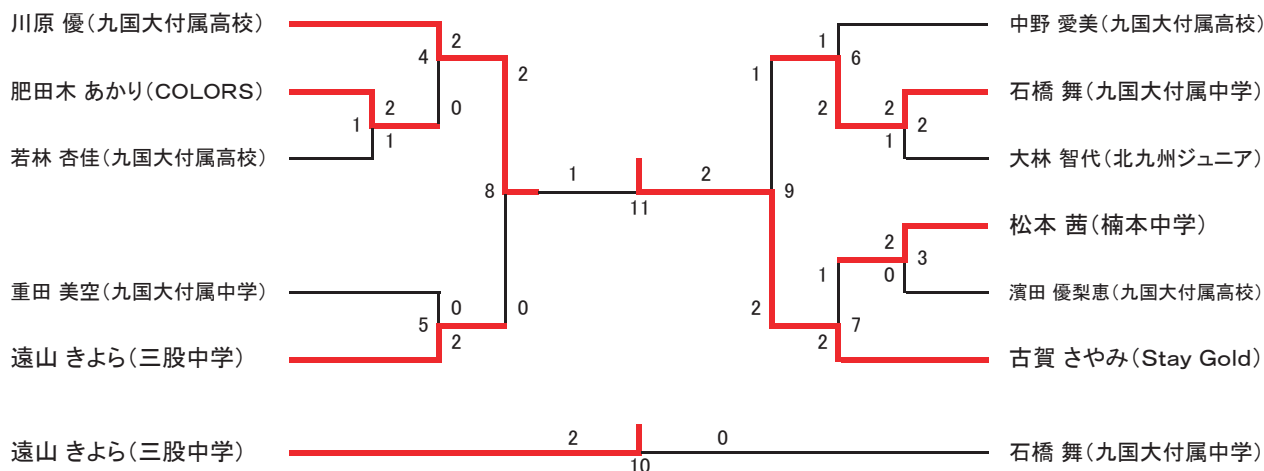 川原 優（九国大付属高校）
2
4
2
肥田木 あかり（COLORS）
2
0
1
1
若林 杏佳（九国大付属高校）
8
1
重田 美空（九国大付属中学）
0
0
5
2
遠山 きよら（三股中学）
中野 愛美（九国大付属高校）
1
6
1
石橋 舞（九国大付属中学）
2
2
2
1
大林 智代（北九州ジュニア）
2
9
11
松本 茜（楠本中学）
2
3
1
0
濱田 優梨恵（九国大付属高校）
2
7
2
古賀 さやみ（Stay Gold）
遠山 きよら（三股中学）
2
0
10
石橋 舞（九国大付属中学）